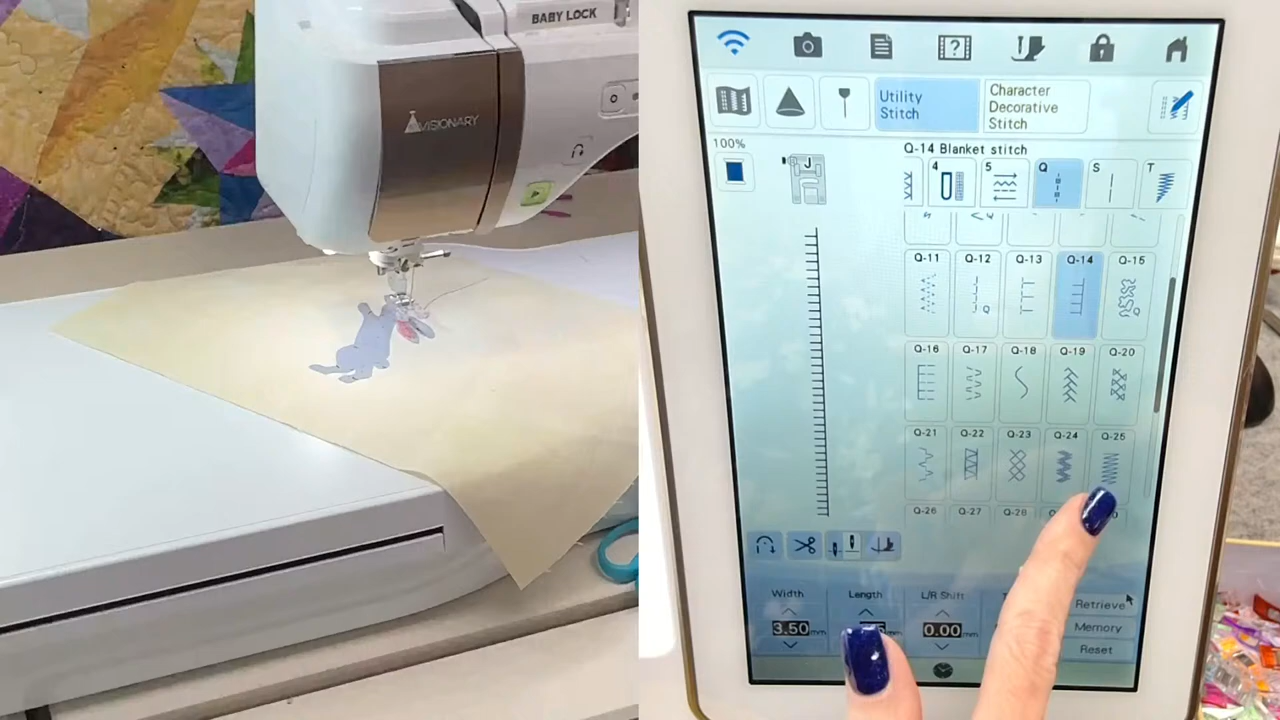 BABY LOCK
VISIONARY
Utility
Stitch
Character
Decorative
Stitch
100%
Q-14 Blanket stitch
J
4
5
Q
S
T
Q-11
Q-12
Q-13
Q-14
Q-15
Q-16
Q-17
Q-18
Q-19
Q-20
Q-21
Q-22
Q-23
Q-24
Q-25
Q-26
Q-27
Q-28
Width
Length
L/R Shift
3.50 mm
mm
0.00 mm
Retrieve
Memory
Reset